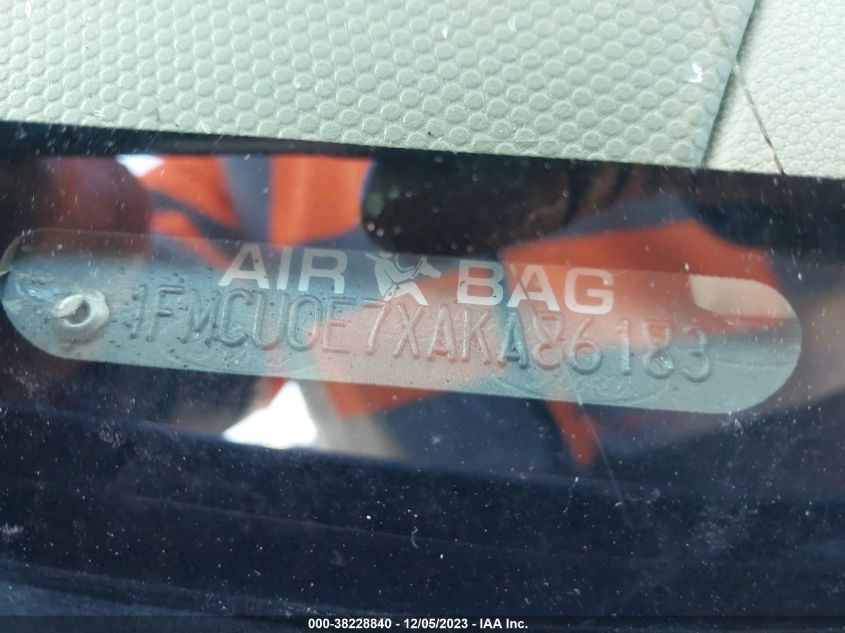 AIR BAG
1FMCU0E7XAKA86183
000-38228840 - 12/05/2023 - IAA, Inc.